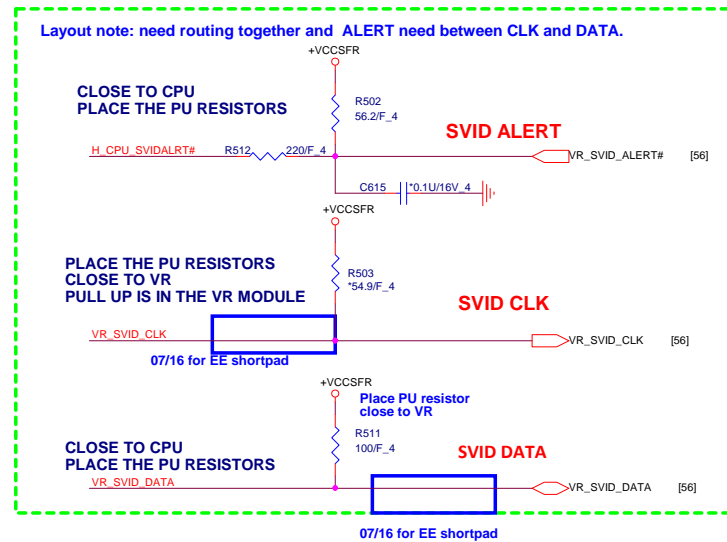 Layout note: need routing together and ALERT need between CLK and DATA.
+VCCSFR
CLOSE TO CPU
PLACE THE PU RESISTORS
R502
56.2/F_4
SVID ALERT
H_CPU_SVIDALRT#
R512
220/F_4
VR_SVID_ALERT#
[56]
C615
*0.1U/16V_4
+VCCSFR
PLACE THE PU RESISTORS
CLOSE TO VR
PULL UP IS IN THE VR MODULE
R503
*54.9/F_4
SVID CLK
VR_SVID_CLK
VR_SVID_CLK
[56]
07/16 for EE shortpad
+VCCSFR
Place PU resistor
close to VR
R511
100/F_4
CLOSE TO CPU
PLACE THE PU RESISTORS
SVID DATA
VR_SVID_DATA
VR_SVID_DATA
[56]
07/16 for EE shortpad